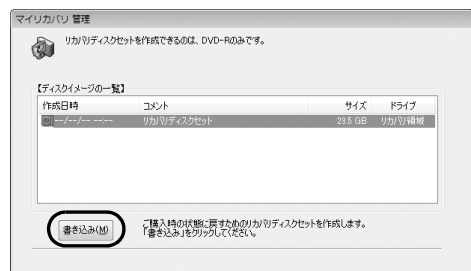 マイリカバリ 管理
リカバリディスクセットを作成できるのは、DVD-Rのみです。
【ディスクイメージの一覧】
作成日時 コメント サイズ ドライブ
--/--/-- --:-- リカバリディスクセット 23.5 GB リカバリ領域
書き込み(M)
ご購入時の状態に戻すためのリカバリディスクセットを作成します。
「書き込み」をクリックしてください。